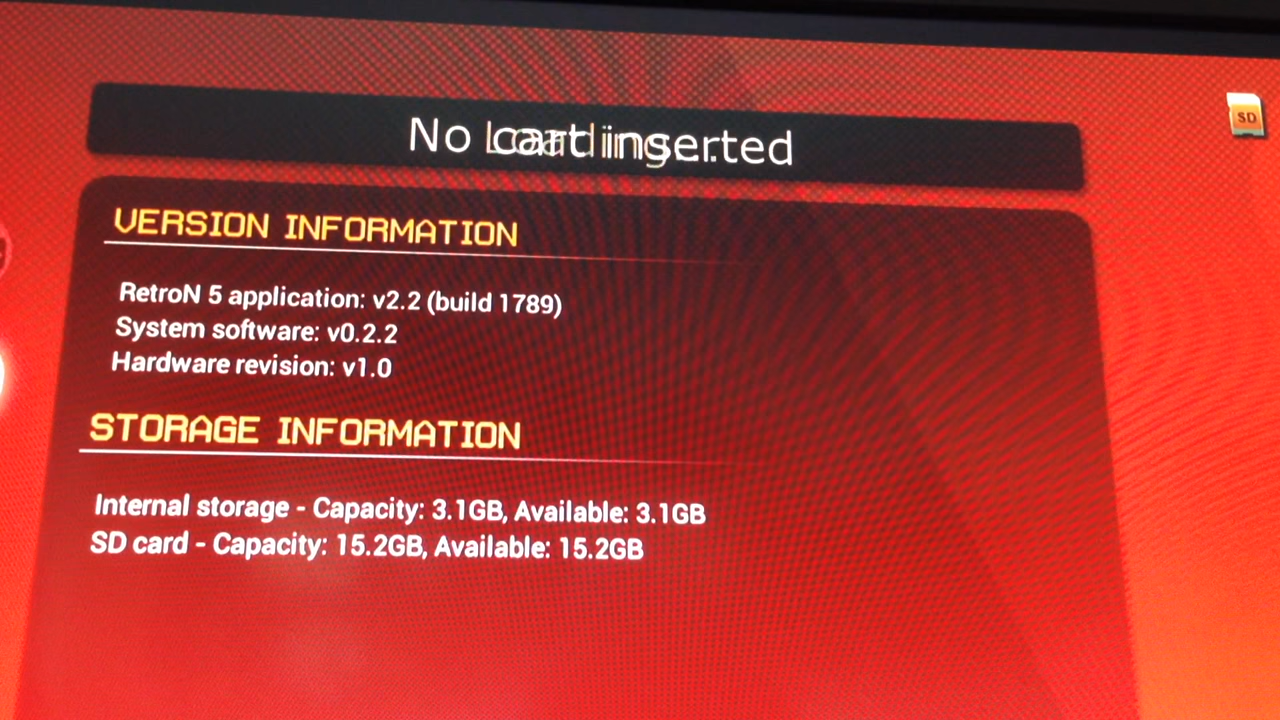 No cart inserted
Loading...
SD
VERSION INFORMATION
RetroN 5 application: v2.2 (build 1789)
System software: v0.2.2
Hardware revision: v1.0
STORAGE INFORMATION
Internal storage - Capacity: 3.1GB, Available: 3.1GB
SD card - Capacity: 15.2GB, Available: 15.2GB